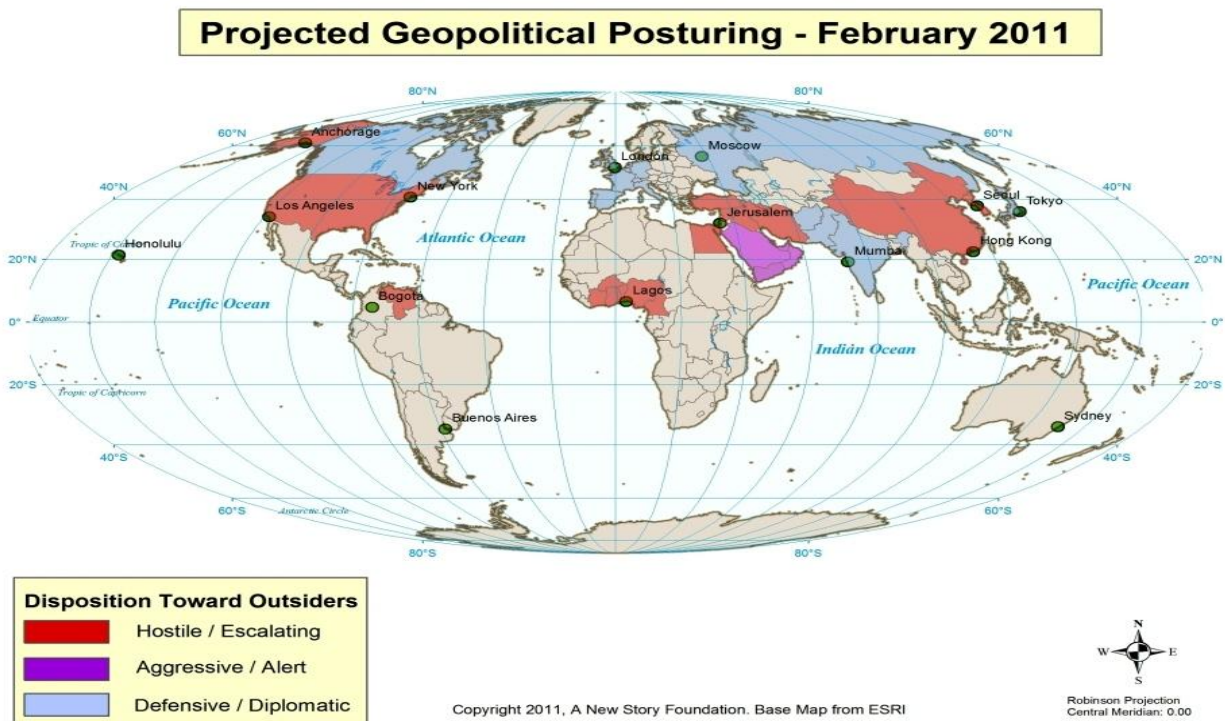 Projected Geopolitical Posturing - February 2011
80°N
80°N
60°N
60°N
Anchorage
London
Moscow
40°N
40°N
New York
Los Angeles
Jerusalem
Seoul
Tokyo
Tropic of Cancer
Honolulu
Atlantic Ocean
Mumbai
Hong Kong
20°N
20°N
Pacific Ocean
Bogota
Lagos
Pacific Ocean
Equator
0°
0°
Indian Ocean
20°S
20°S
Tropic of Capricorn
Buenos Aires
Sydney
40°S
40°S
60°S
60°S
Antarctic Circle
80°S
80°S
Disposition Toward Outsiders
Hostile / Escalating
Aggressive / Alert
Defensive / Diplomatic
N
W
E
S
Copyright 2011, A New Story Foundation. Base Map from ESRI
Robinson Projection
Central Meridian: 0.00